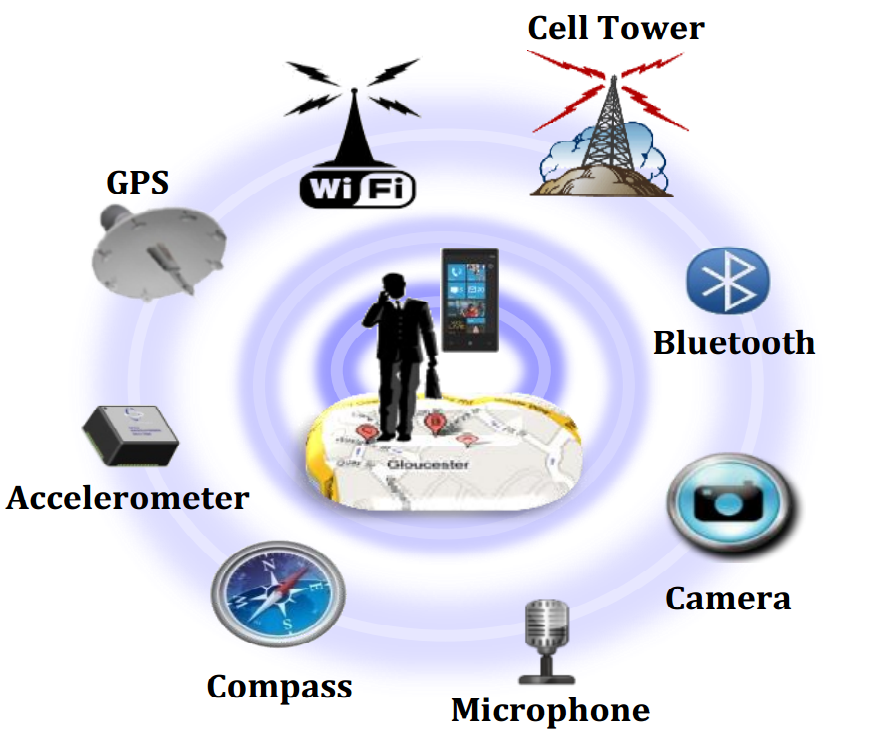 Cell Tower
WiFi
GPS
Bluetooth
Gloucester
Accelerometer
N
E
W
S
Camera
Compass
Microphone